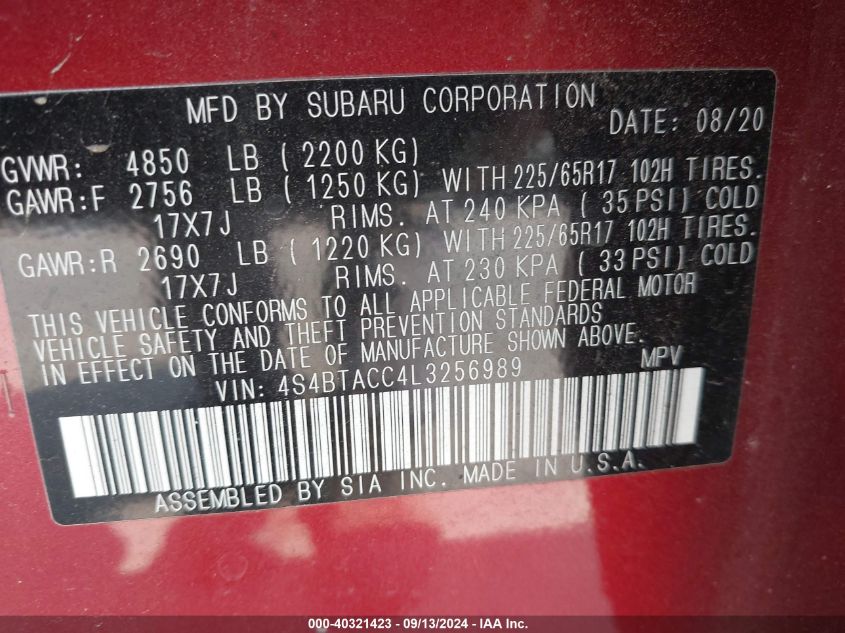 MFD BY SUBARU CORPORATION
DATE: 08/20
GVWR: 4850 LB ( 2200 KG)
GAWR:F 2756 LB ( 1250 KG) WITH 225/65R17 102H TIRES.
17X7J RIMS. AT 240 KPA ( 35 PSI) COLD
GAWR:R 2690 LB ( 1220 KG) WITH 225/65R17 102H TIRES.
17X7J RIMS. AT 230 KPA ( 33 PSI) COLD
THIS VEHICLE CONFORMS TO ALL APPLICABLE FEDERAL MOTOR
VEHICLE SAFETY AND THEFT PREVENTION STANDARDS
IN EFFECT ON THE DATE OF MANUFACTURE SHOWN ABOVE.
VIN: 4S4BTACC4L3256989 MPV
ASSEMBLED BY SIA INC. MADE IN U.S.A.
000-40321423 - 09/13/2024 - IAA Inc.